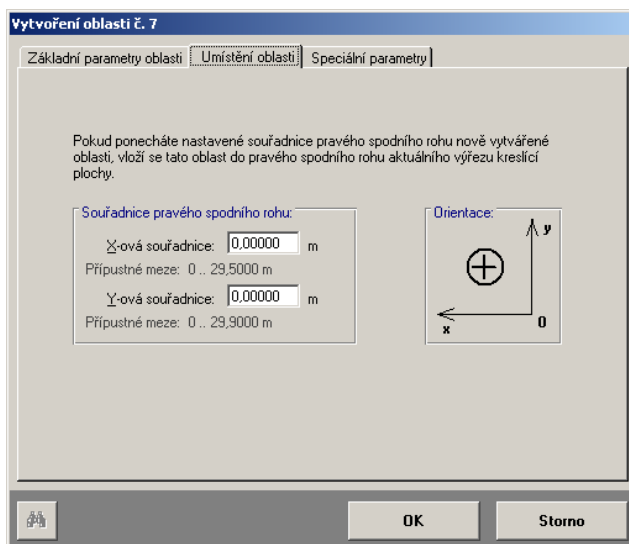 Vytvoření oblasti č. 7
Základní parametry oblasti
Umístění oblasti
Speciální parametry
Pokud ponecháte nastavené souřadnice pravého spodního rohu nově vytvářené
oblasti, vloží se tato oblast do pravého spodního rohu aktuálního výřezu kreslící
plochy.
Souřadnice pravého spodního rohu:
X-ová souřadnice: 0,00000 m
Přípustné meze: 0 .. 29,5000 m
Y-ová souřadnice: 0,00000 m
Přípustné meze: 0 .. 29,9000 m
Orientace:
y
x
0
OK
Storno